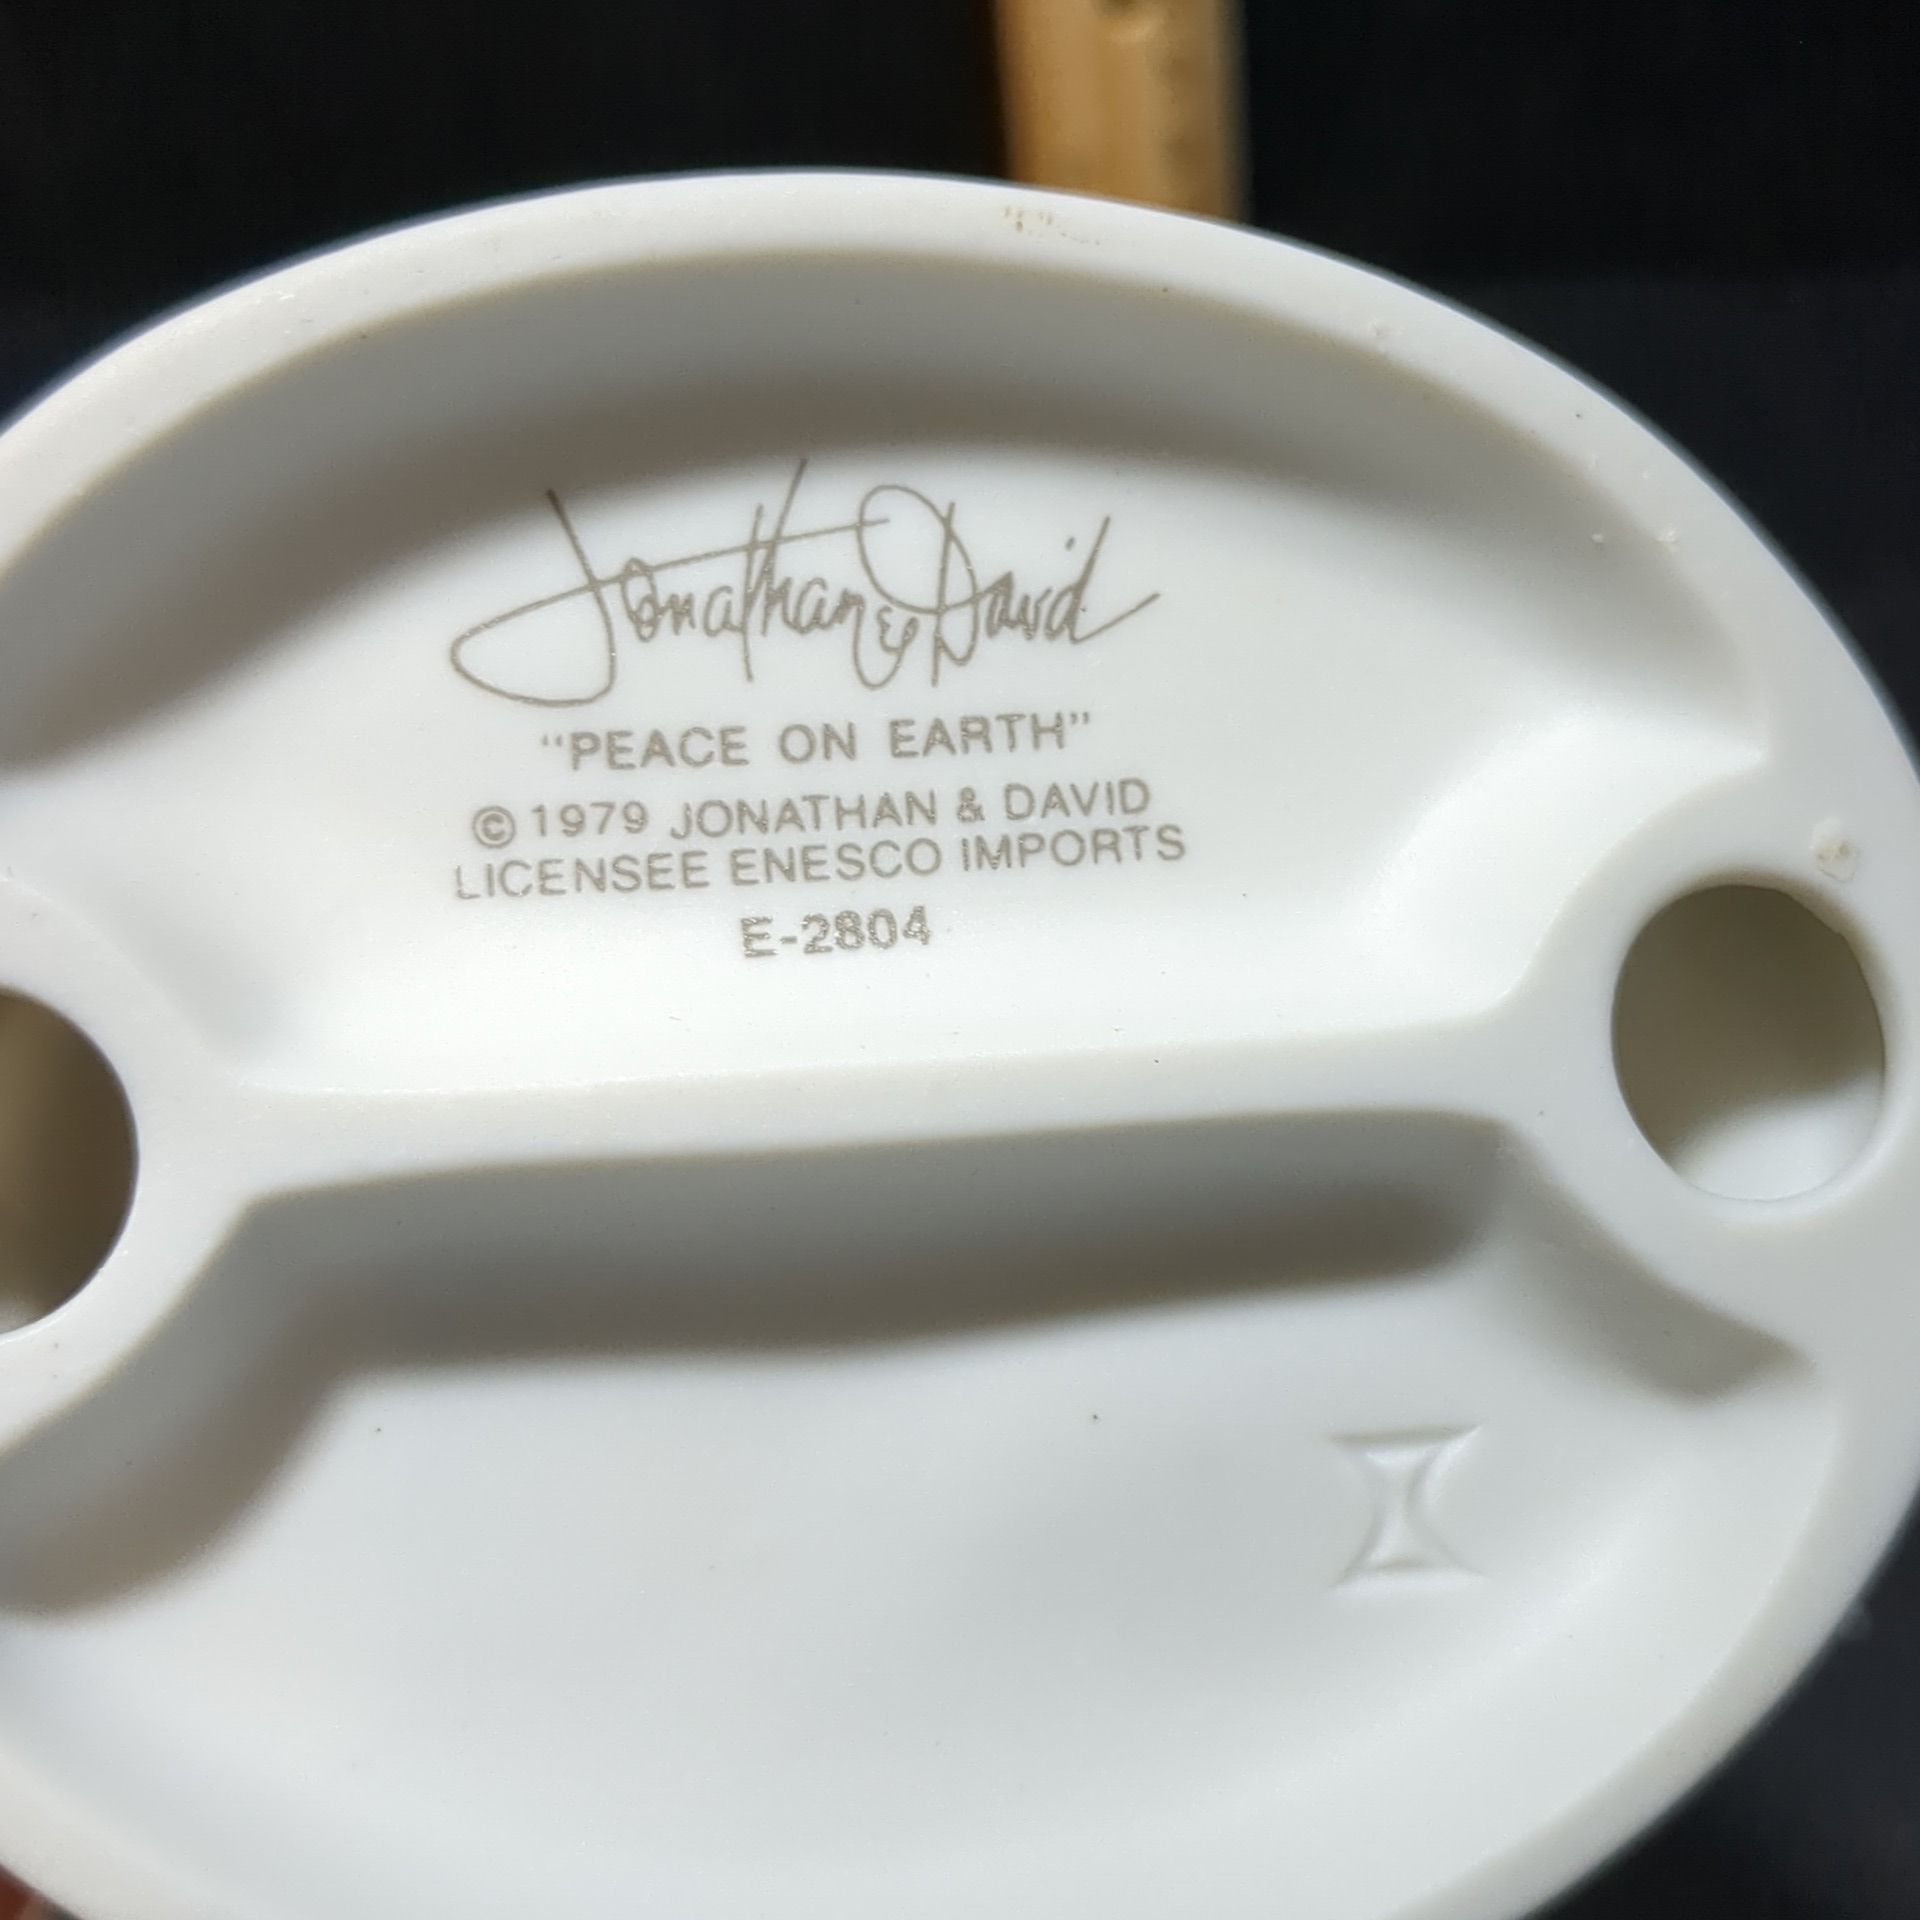 Jonathan & David
“PEACE ON EARTH”
© 1979 JONATHAN & DAVID
LICENSEE ENESCO IMPORTS
E-2804